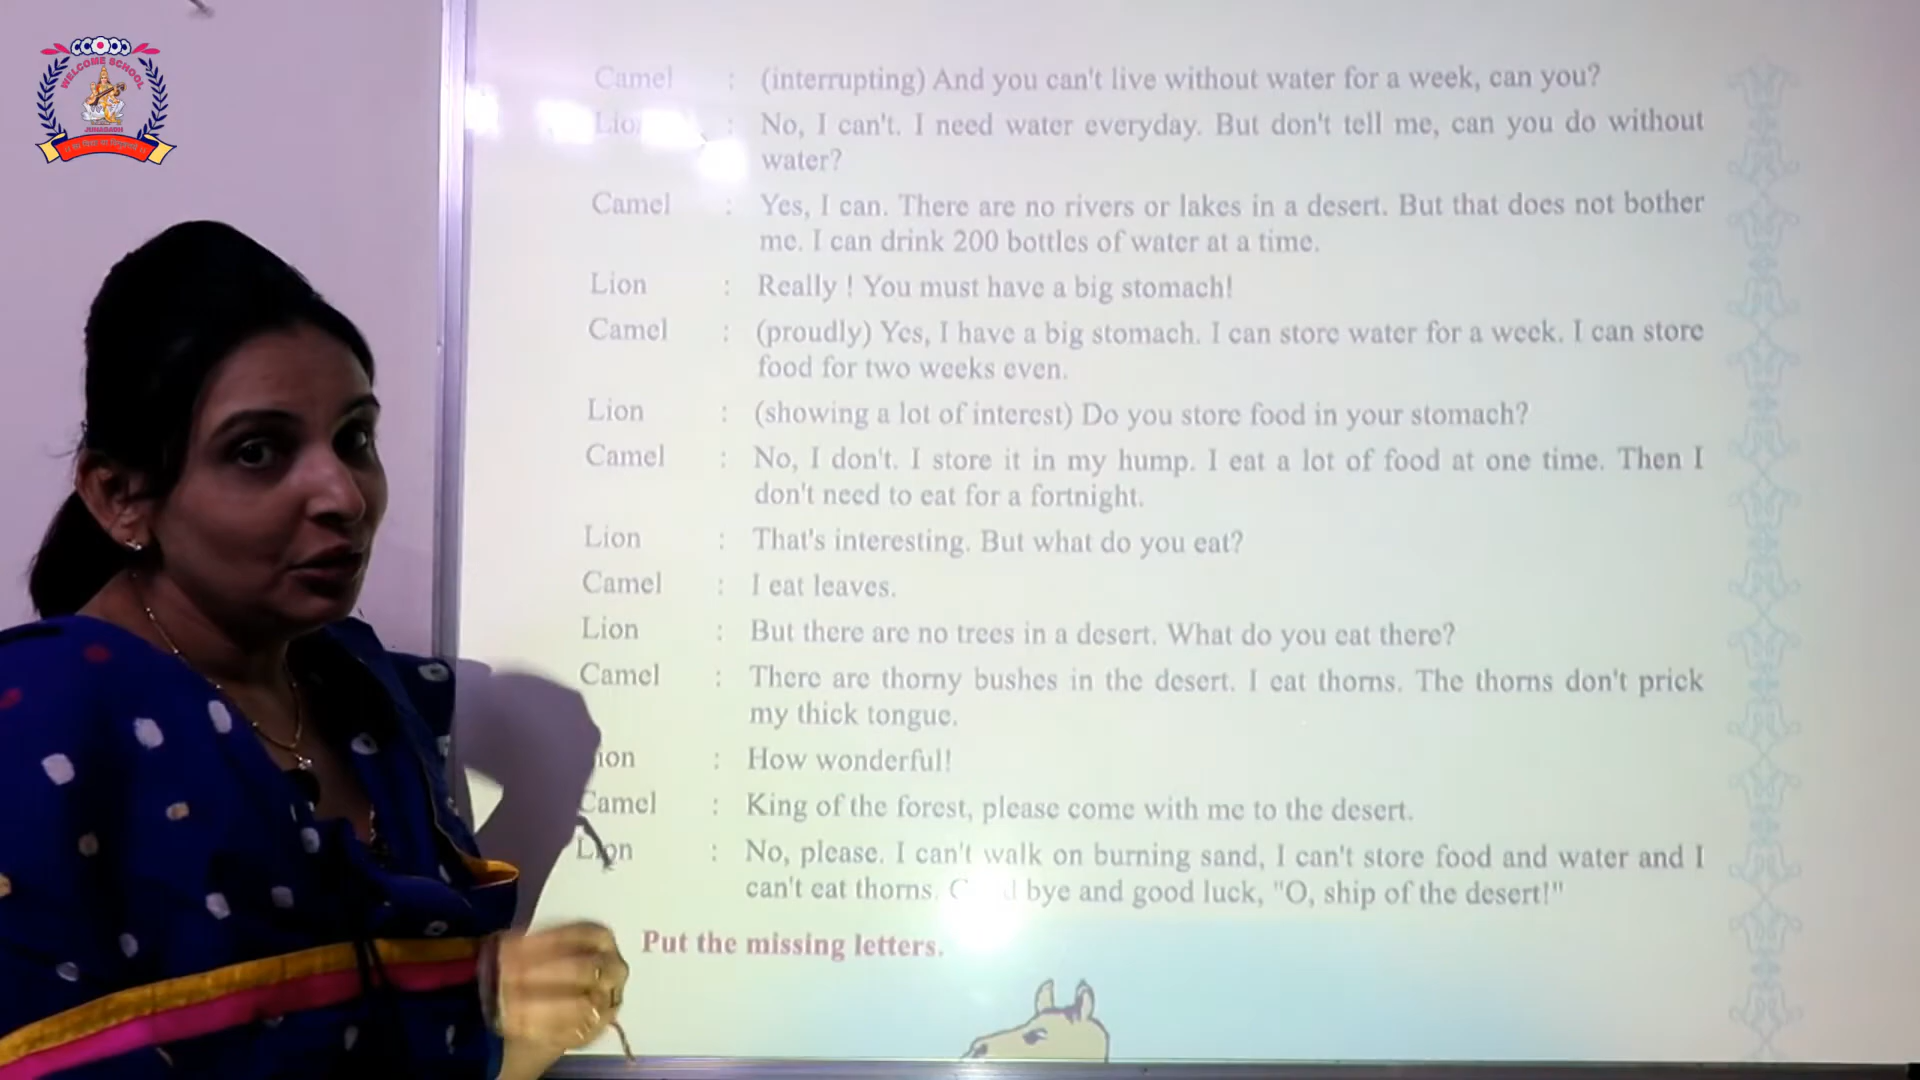 WELCOME SCHOOL
JUNAGADH
Camel : (interrupting) And you can't live without water for a week, can you?
Lion : No, I can't. I need water everyday. But don't tell me, can you do without
water?
Camel : Yes, I can. There are no rivers or lakes in a desert. But that does not bother
me. I can drink 200 bottles of water at a time.
Lion : Really ! You must have a big stomach!
Camel : (proudly) Yes, I have a big stomach. I can store water for a week. I can store
food for two weeks even.
Lion : (showing a lot of interest) Do you store food in your stomach?
Camel : No, I don't. I store it in my hump. I eat a lot of food at one time. Then I
don't need to eat for a fortnight.
Lion : That's interesting. But what do you eat?
Camel : I eat leaves.
Lion : But there are no trees in a desert. What do you eat there?
Camel : There are thorny bushes in the desert. I eat thorns. The thorns don't prick
my thick tongue.
Lion : How wonderful!
Camel : King of the forest, please come with me to the desert.
Lion : No, please. I can't walk on burning sand, I can't store food and water and I
can't eat thorns. Good bye and good luck, "O, ship of the desert!"
Put the missing letters.